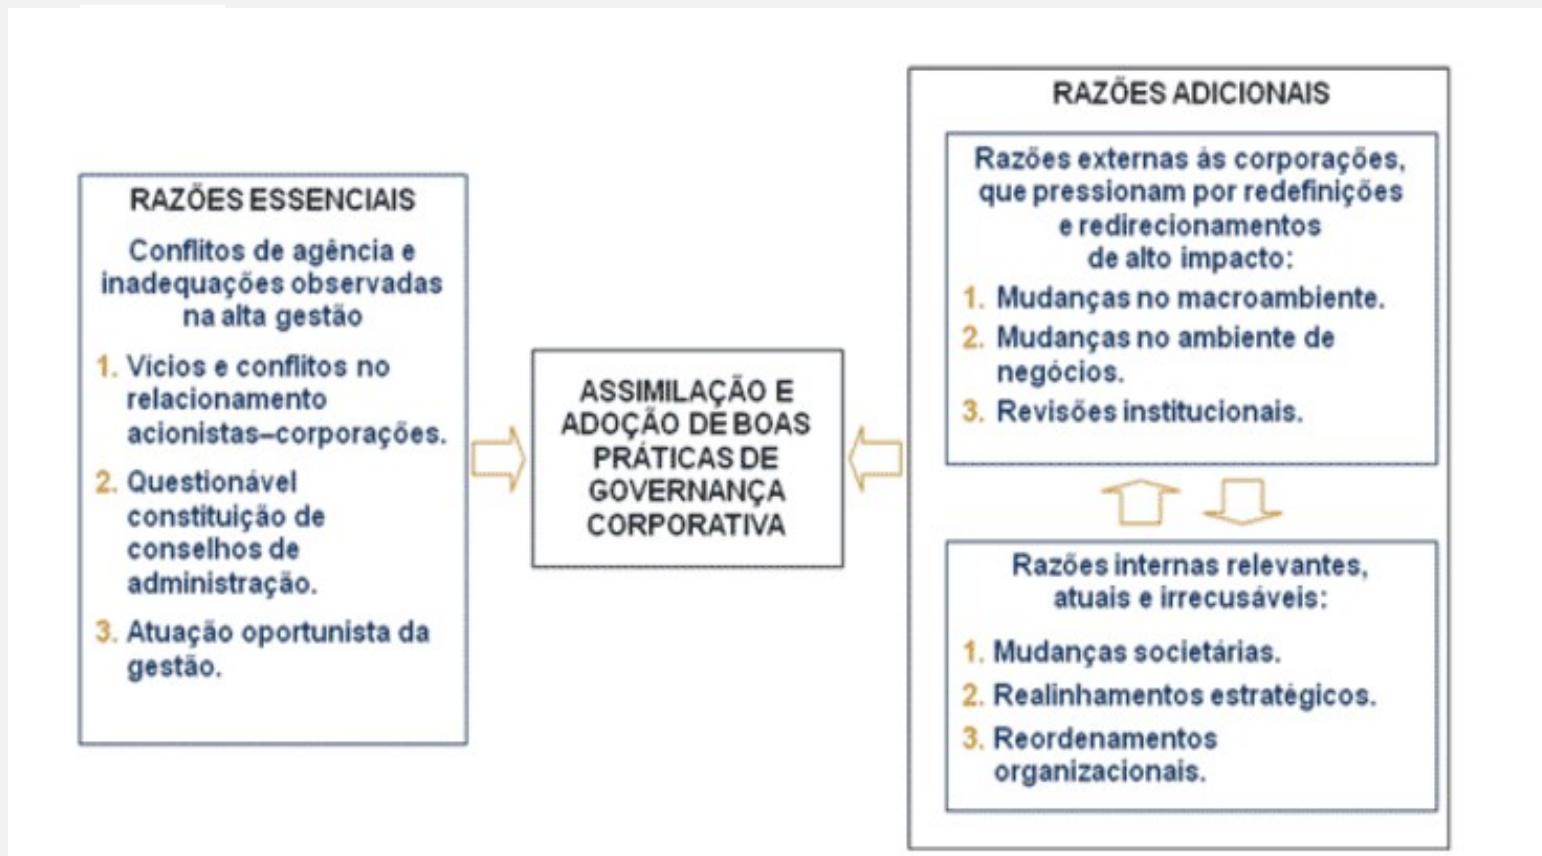 RAZÕES ESSENCIAIS
Conflitos de agência e
inadequações observadas
na alta gestão
1. Vícios e conflitos no
relacionamento
acionistas–corporações.
2. Questionável
constituição de
conselhos de
administração.
3. Atuação oportunista da
gestão.
ASSIMILAÇÃO E
ADOÇÃO DE BOAS
PRÁTICAS DE
GOVERNANÇA
CORPORATIVA
RAZÕES ADICIONAIS
Razões externas às corporações,
que pressionam por redefinições
e redirecionamentos
de alto impacto:
1. Mudanças no macroambiente.
2. Mudanças no ambiente de
negócios.
3. Revisões institucionais.
Razões internas relevantes,
atuais e irrecusáveis:
1. Mudanças societárias.
2. Realinhamentos estratégicos.
3. Reordenamentos
organizacionais.